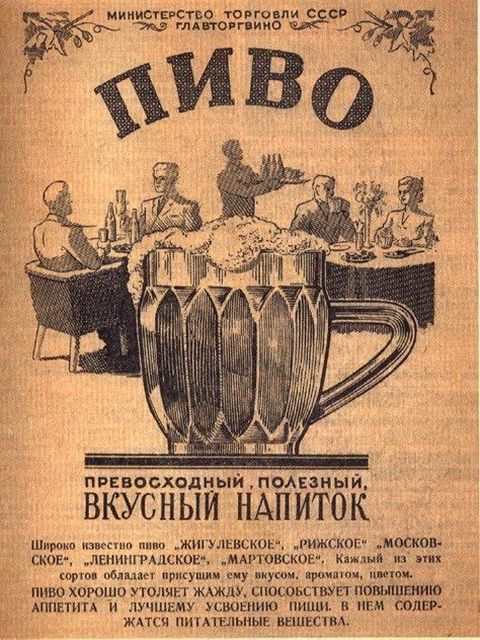 МИНИСТЕРСТВО ТОРГОВЛИ СССР
ГЛАВТОРГВИНО
ПИВО
ПРЕВОСХОДНЫЙ, ПОЛЕЗНЫЙ,
ВКУСНЫЙ НАПИТОК
Широко известно пиво „ЖИГУЛЕВСКОЕ“, „РИЖСКОЕ“ „МОСКОВ-
СКОЕ“, „ЛЕНИНГРАДСКОЕ“, „МАРТОВСКОЕ“. Каждый из этих
сортов обладает присущим ему вкусом, ароматом, цветом.
ПИВО ХОРОШО УТОЛЯЕТ ЖАЖДУ, СПОСОБСТВУЕТ ПОВЫШЕНИЮ
АППЕТИТА И ЛУЧШЕМУ УСВОЕНИЮ ПИЩИ. В НЕМ СОДЕР-
ЖАТСЯ ПИТАТЕЛЬНЫЕ ВЕЩЕСТВА.